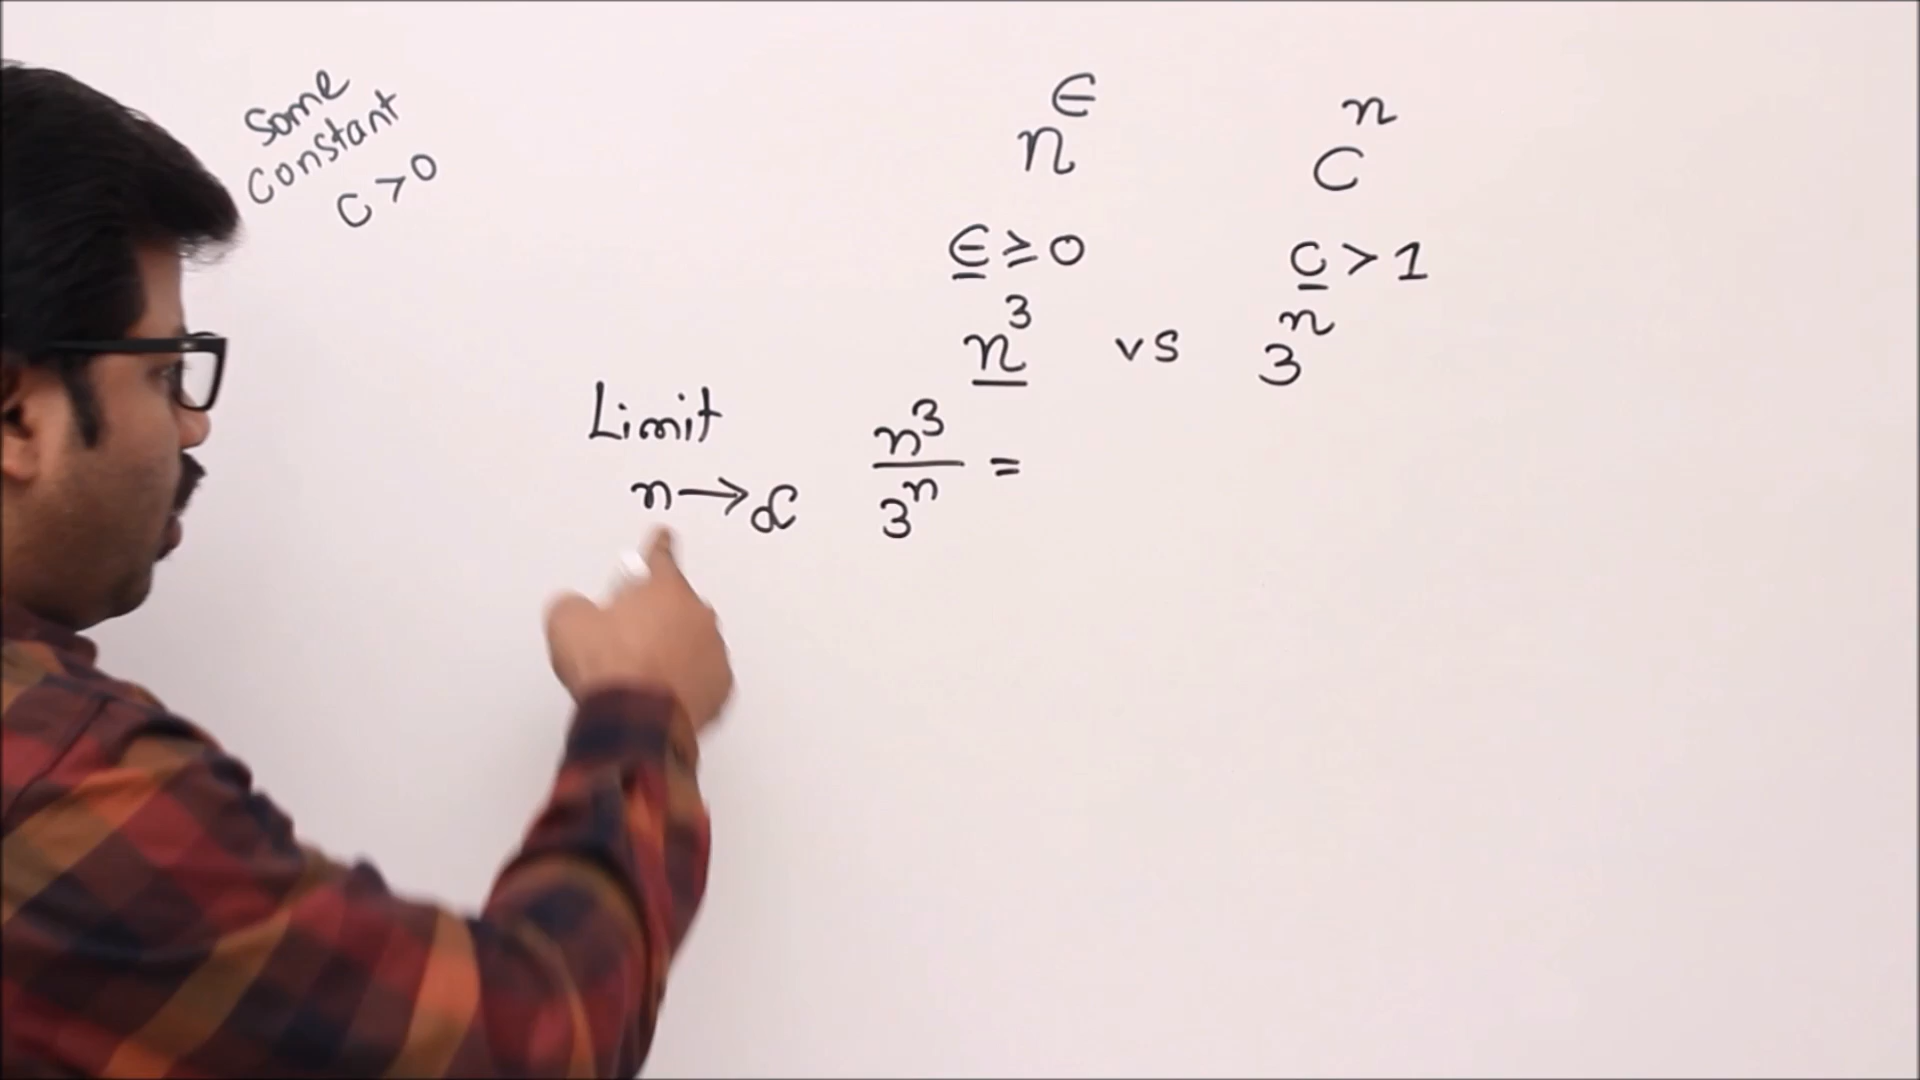 Some
Constant
C > 0
n^ϵ C^n
ϵ ≥ 0 C > 1
n^3 vs 3^n
Limit n^3/3^n =
n → ∞